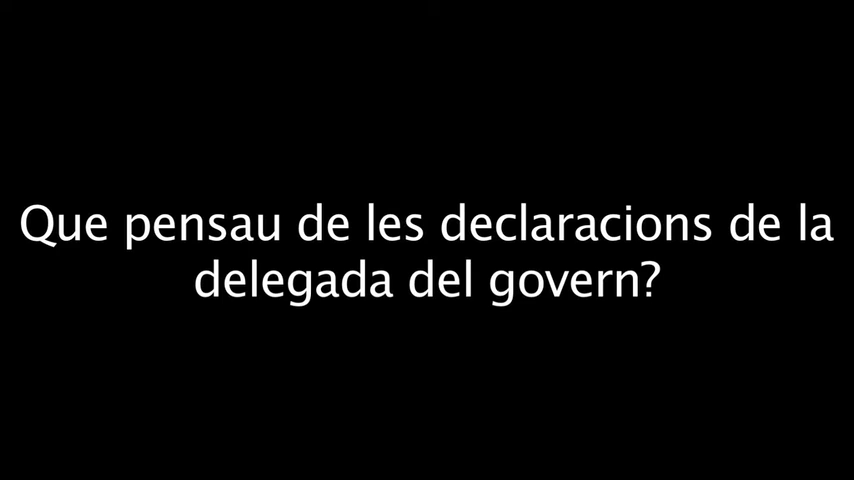 Que pensau de les declaracions de la
delegada del govern?